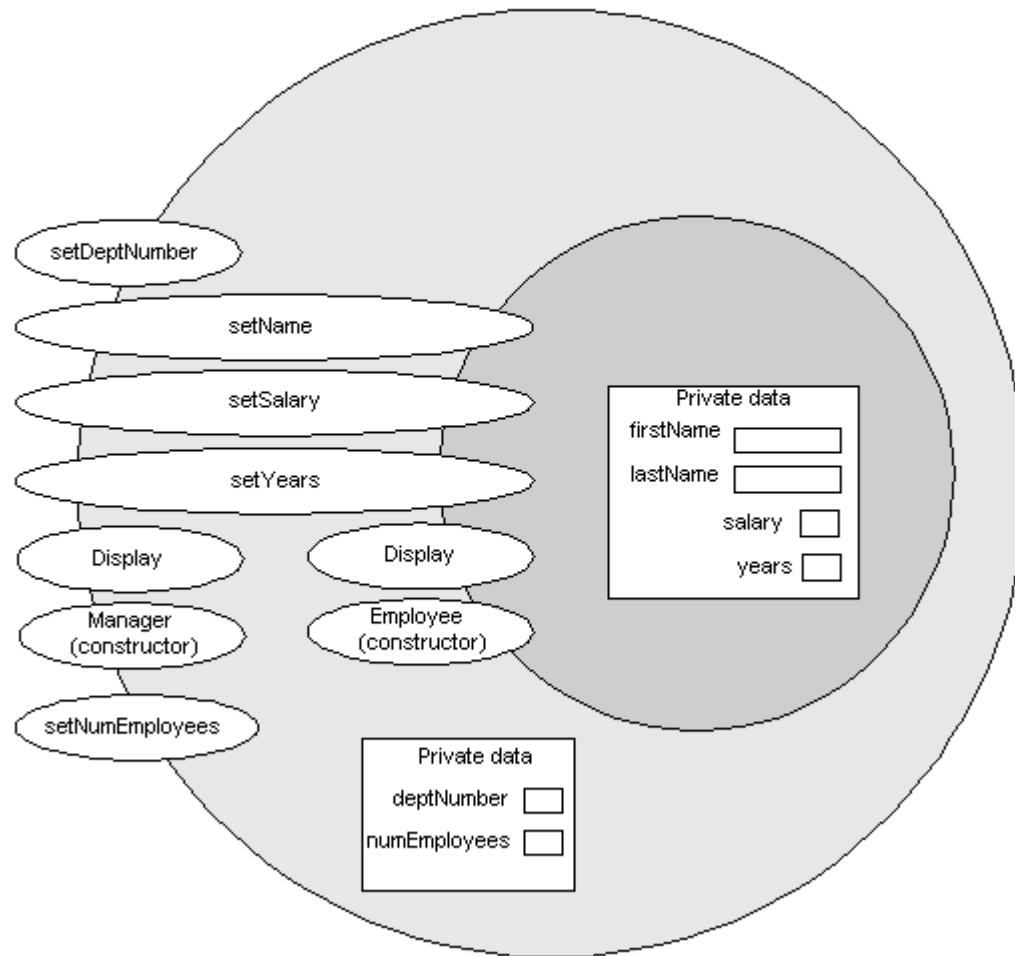 setDeptNumber
setName
setSalary
setYears
Display
Display
Manager
(constructor)
Employee
(constructor)
setNumEmployees
Private data
firstName
lastName
salary
years
Private data
deptNumber
numEmployees